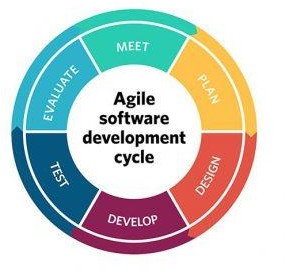 MEET
PLAN
DESIGN
DEVELOP
TEST
EVALUATE
Agile
software
development
cycle